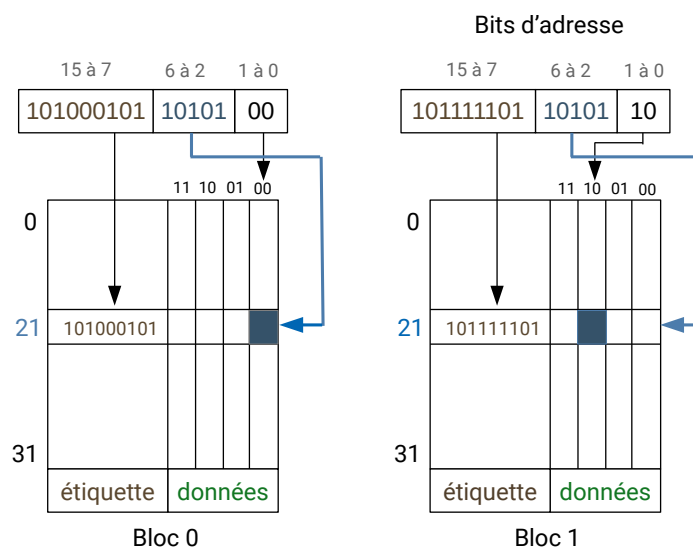 Bits d’adresse
15 à 7 6 à 2 1 à 0
101000101 10101 00
11 10 01 00
0
21 101000101
31
étiquette données
Bloc 0
15 à 7 6 à 2 1 à 0
101111101 10101 10
11 10 01 00
0
21 101111101
31
étiquette données
Bloc 1